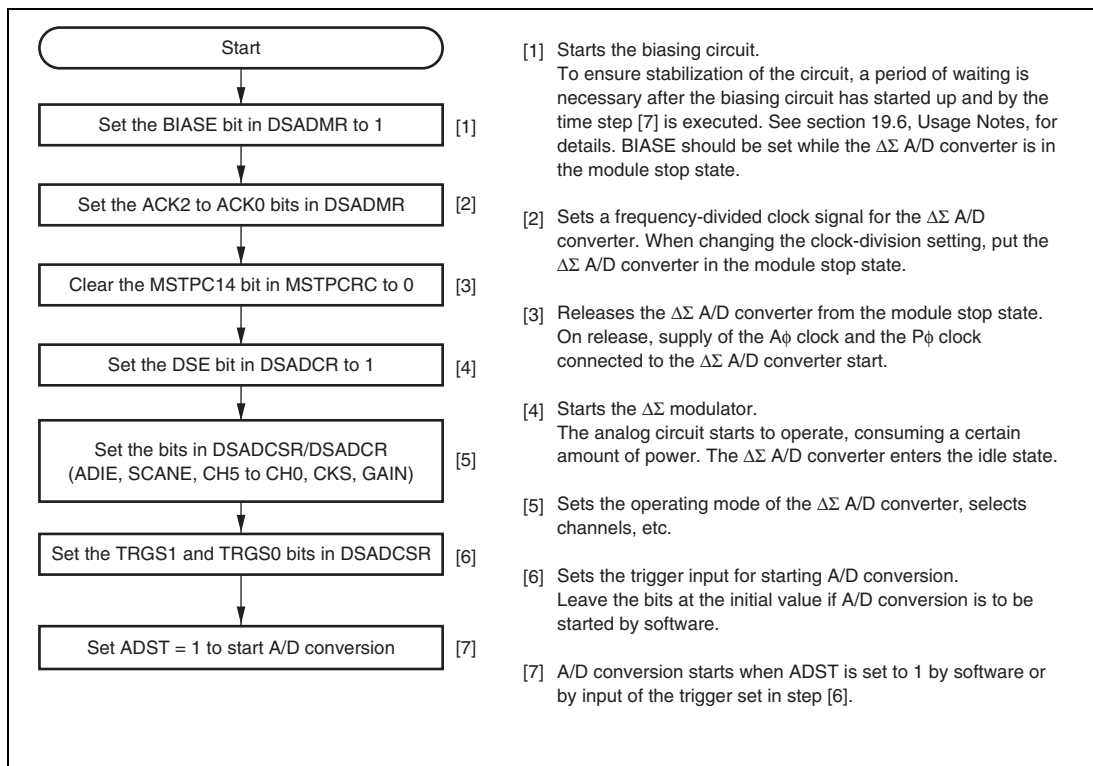 Start
Set the BIASE bit in DSADMR to 1
[1]
Set the ACK2 to ACK0 bits in DSADMR
[2]
Clear the MSTPC14 bit in MSTPCRC to 0
[3]
Set the DSE bit in DSADCR to 1
[4]
Set the bits in DSADCSR/DSADCR
(ADIE, SCANE, CH5 to CH0, CKS, GAIN)
[5]
Set the TRGS1 and TRGS0 bits in DSADCSR
[6]
Set ADST = 1 to start A/D conversion
[7]
[1] Starts the biasing circuit.
To ensure stabilization of the circuit, a period of waiting is
necessary after the biasing circuit has started up and by the
time step [7] is executed. See section 19.6, Usage Notes, for
details. BIASE should be set while the ΔΣ A/D converter is in
the module stop state.
[2] Sets a frequency-divided clock signal for the ΔΣ A/D
converter. When changing the clock-division setting, put the
ΔΣ A/D converter in the module stop state.
[3] Releases the ΔΣ A/D converter from the module stop state.
On release, supply of the Aϕ clock and the Pϕ clock
connected to the ΔΣ A/D converter start.
[4] Starts the ΔΣ modulator.
The analog circuit starts to operate, consuming a certain
amount of power. The ΔΣ A/D converter enters the idle state.
[5] Sets the operating mode of the ΔΣ A/D converter, selects
channels, etc.
[6] Sets the trigger input for starting A/D conversion.
Leave the bits at the initial value if A/D conversion is to be
started by software.
[7] A/D conversion starts when ADST is set to 1 by software or
by input of the trigger set in step [6].